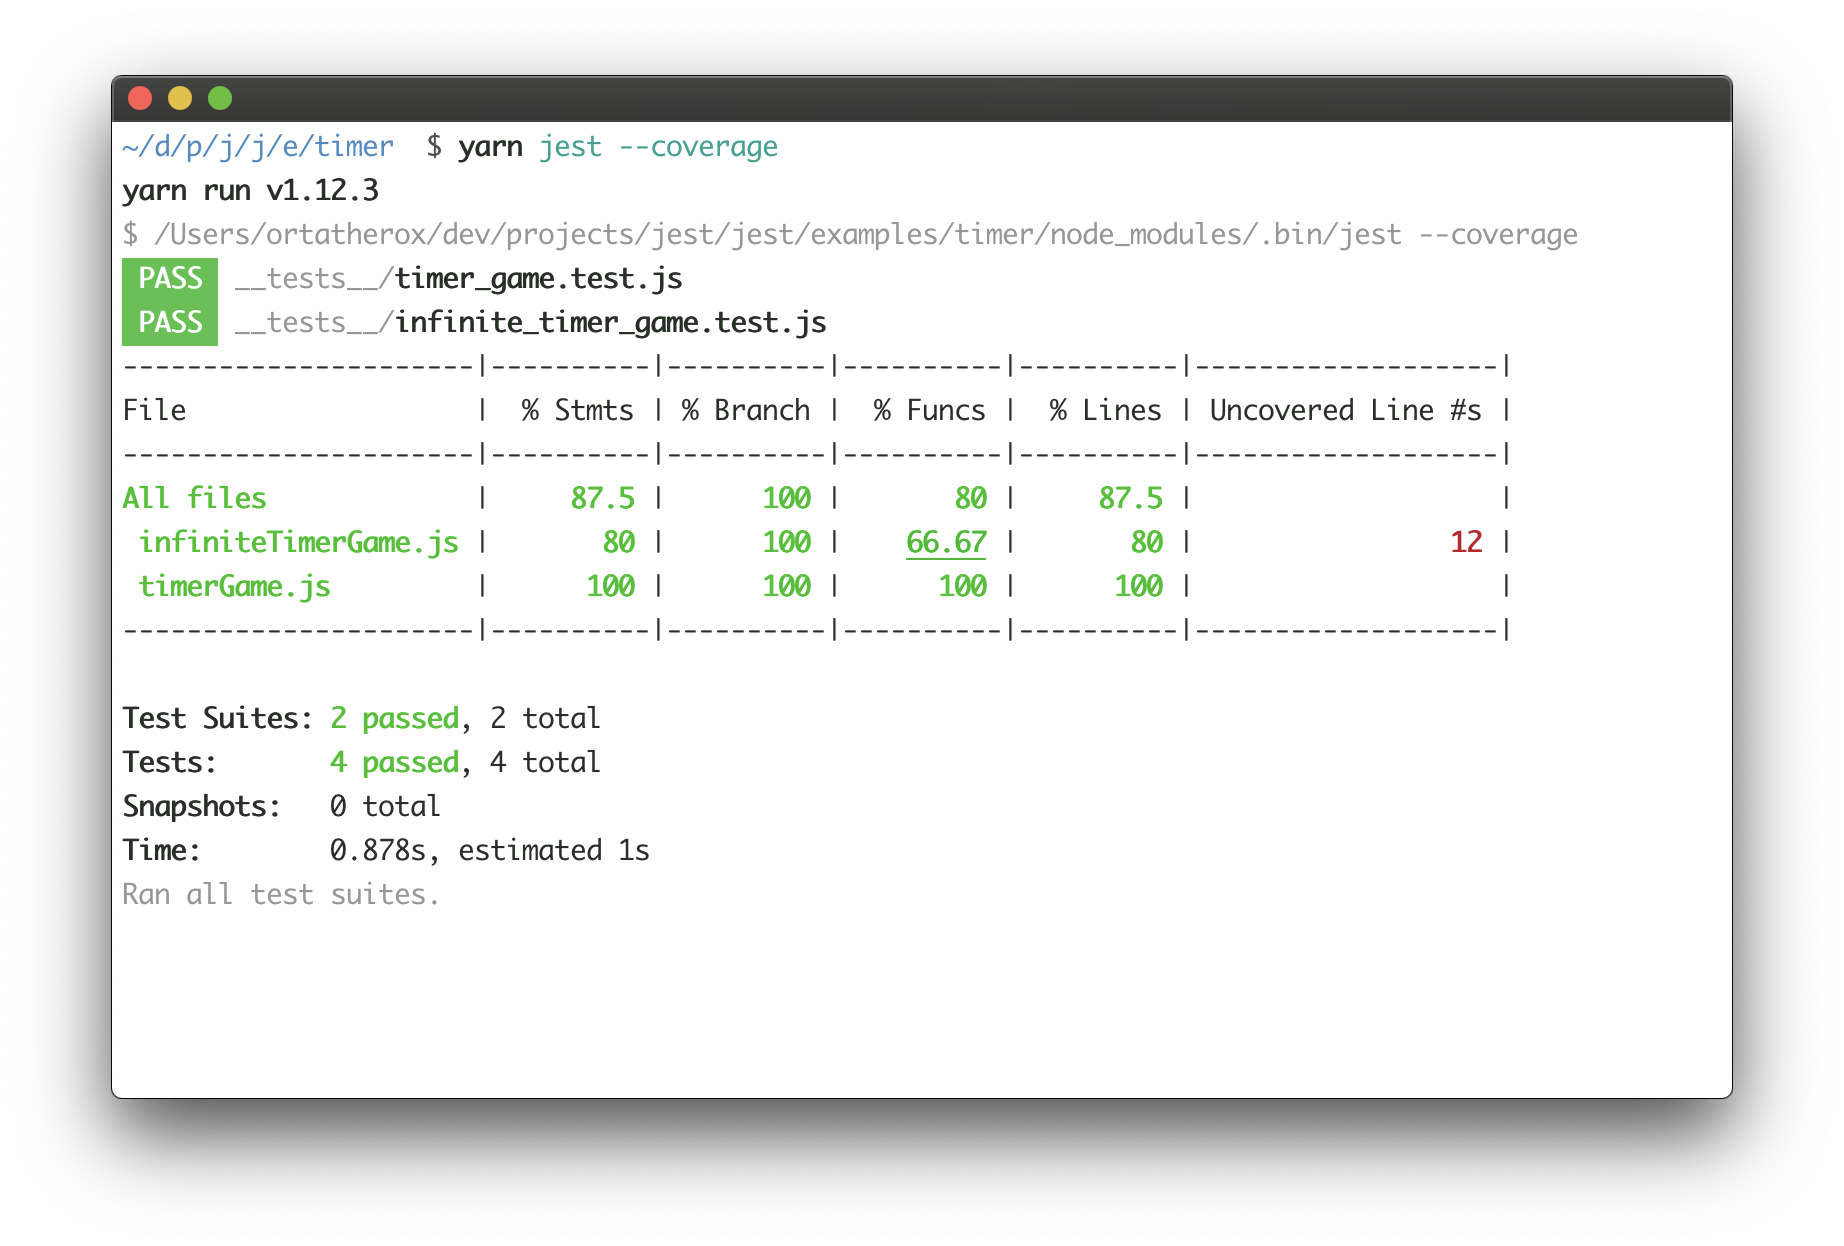 ~/d/p/j/j/e/timer  $ yarn jest --coverage
yarn run v1.12.3
$ /Users/ortatherox/dev/projects/jest/jest/examples/timer/node_modules/.bin/jest --coverage
 PASS  __tests__/timer_game.test.js
 PASS  __tests__/infinite_timer_game.test.js
----------------------|----------|----------|----------|----------|-------------------|
File                  |  % Stmts | % Branch |  % Funcs |  % Lines | Uncovered Line #s |
----------------------|----------|----------|----------|----------|-------------------|
All files             |     87.5 |      100 |       80 |     87.5 |                   |
 infiniteTimerGame.js |       80 |      100 |    66.67 |       80 |                12 |
 timerGame.js         |      100 |      100 |      100 |      100 |                   |
----------------------|----------|----------|----------|----------|-------------------|
Test Suites: 2 passed, 2 total
Tests:       4 passed, 4 total
Snapshots:   0 total
Time:        0.878s, estimated 1s
Ran all test suites.